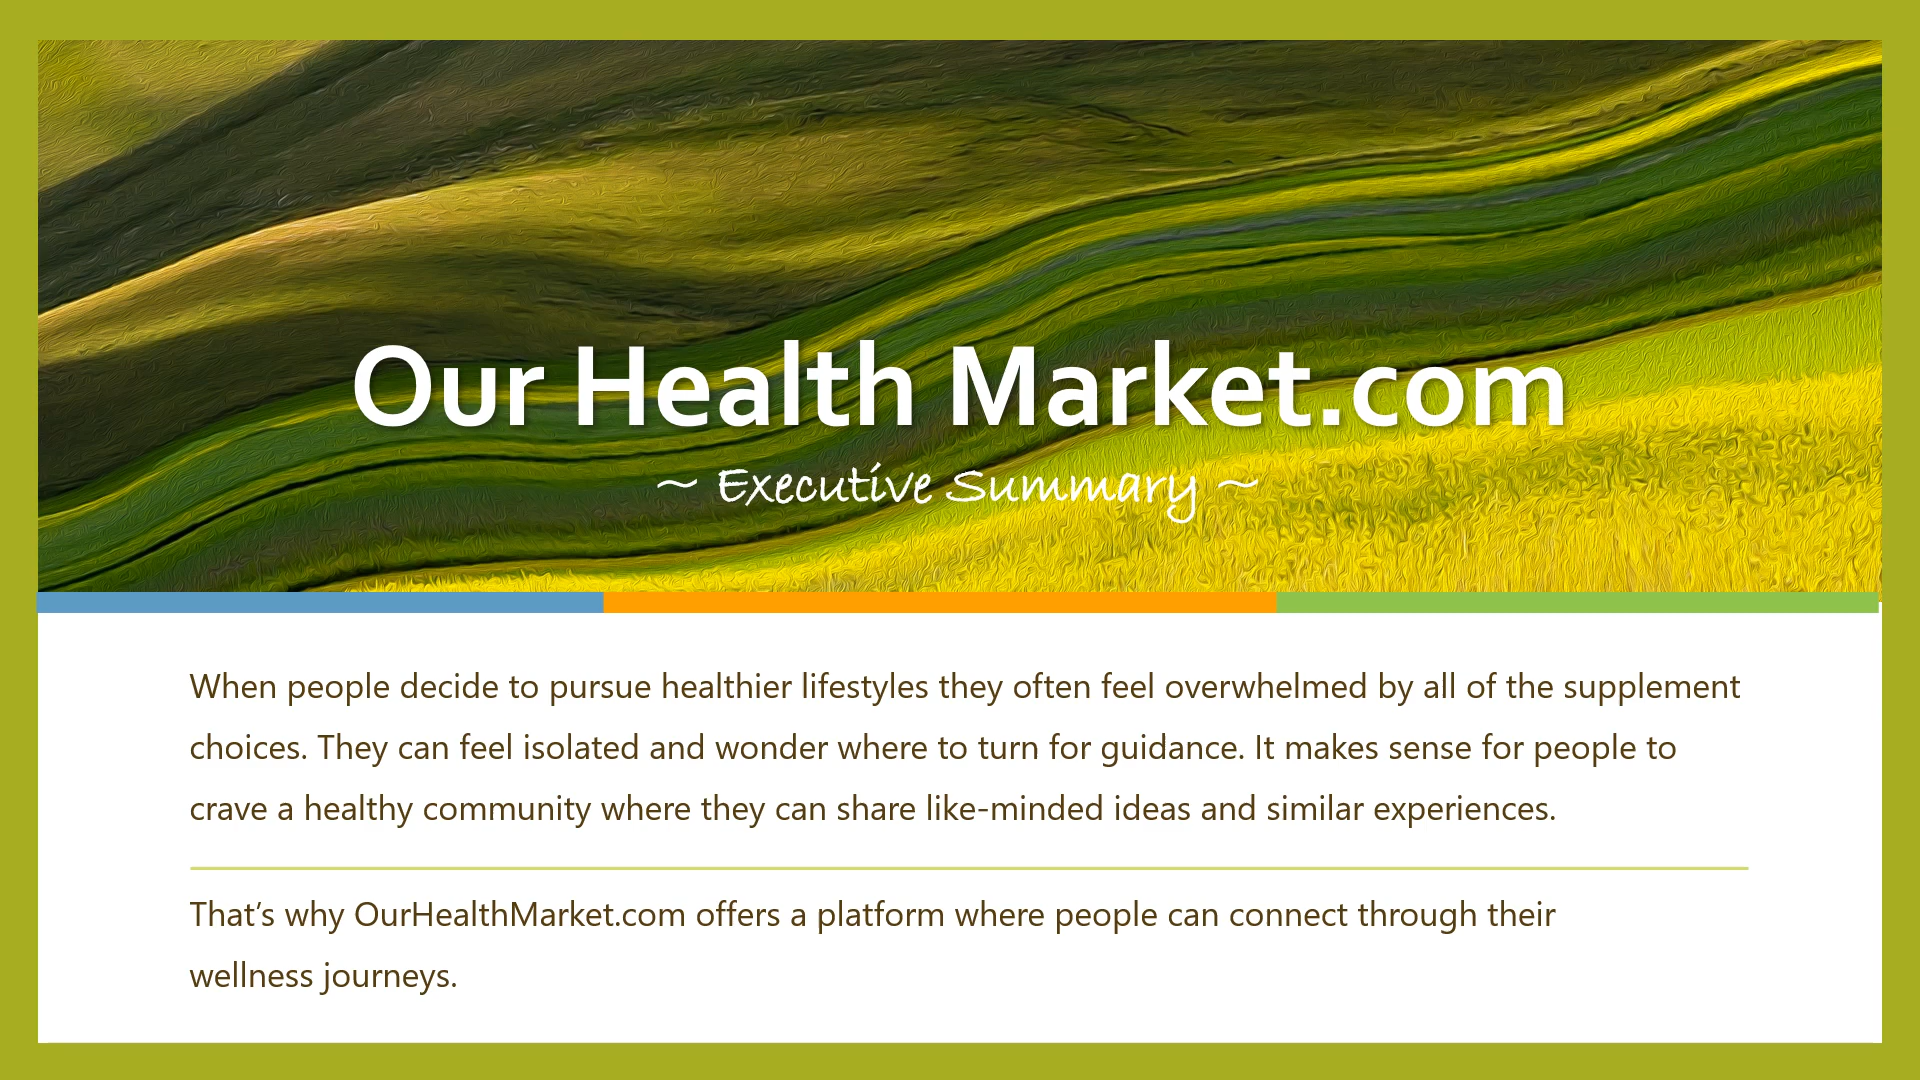 Our Health Market.com
~ Executive Summary ~
When people decide to pursue healthier lifestyles they often feel overwhelmed by all of the supplement
choices. They can feel isolated and wonder where to turn for guidance. It makes sense for people to
crave a healthy community where they can share like-minded ideas and similar experiences.
That’s why OurHealthMarket.com offers a platform where people can connect through their
wellness journeys.